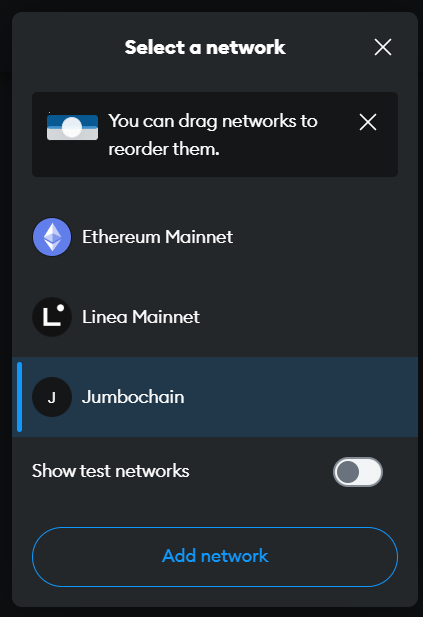 Select a network
You can drag networks to
reorder them.
Ethereum Mainnet
Linea Mainnet
J Jumbochain
Show test networks
Add network